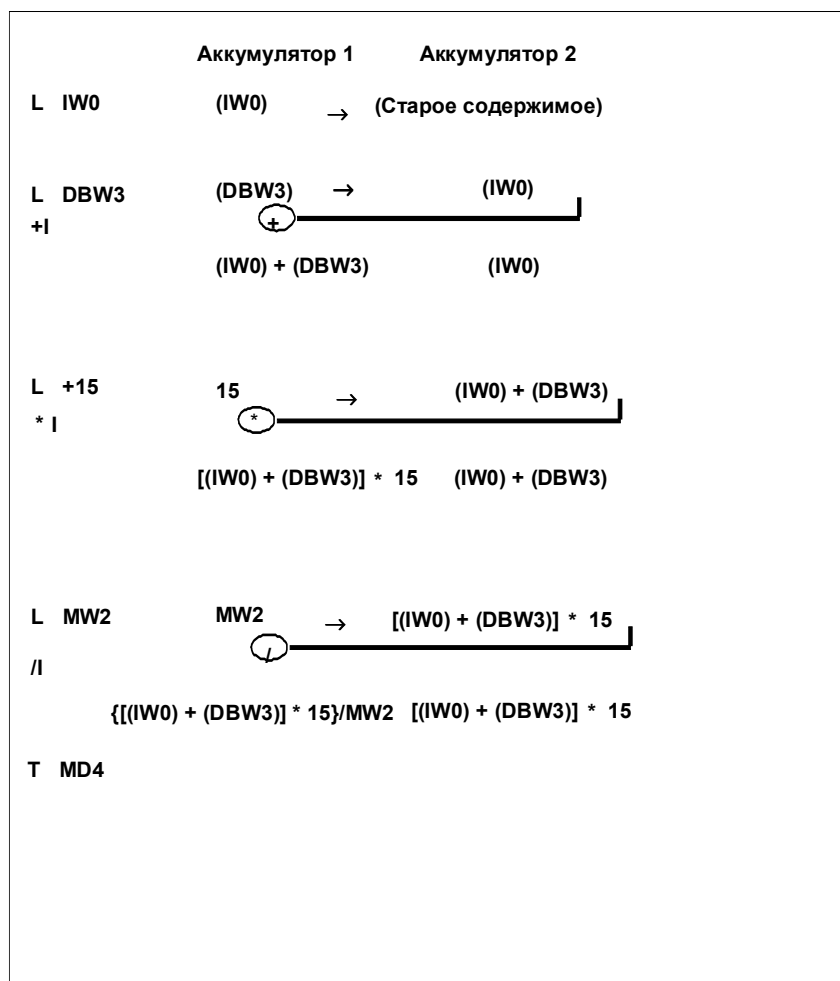 Аккумулятор 1 Аккумулятор 2
L IW0 (IW0) → (Старое содержимое)
L DBW3 (DBW3) → (IW0)
+I +
(IW0) + (DBW3) (IW0)
L +15 15 → (IW0) + (DBW3)
* I *
[(IW0) + (DBW3)] * 15 (IW0) + (DBW3)
L MW2 MW2 → [(IW0) + (DBW3)] * 15
/I /
{[(IW0) + (DBW3)] * 15}/MW2 [(IW0) + (DBW3)] * 15
T MD4